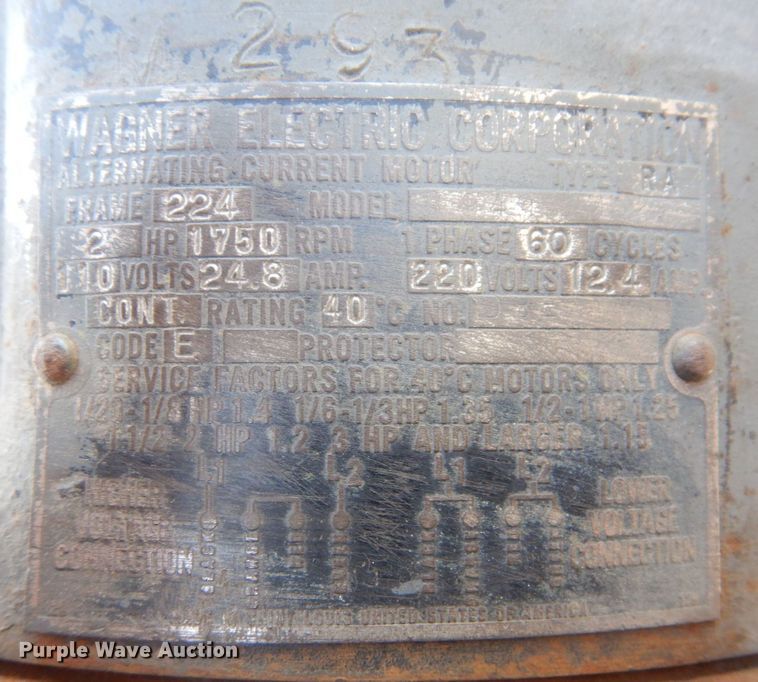 M 293
WAGNER ELECTRIC CORPORATION
ALTERNATING CURRENT MOTOR TYPE RA
FRAME 224 MODEL
2 HP 1750 RPM 1 PHASE 60 CYCLES
110 VOLTS 24.8 AMP. 220 VOLTS 12.4 AMP.
CONT. RATING 40 °C NO.
CODE E PROTECTOR
SERVICE FACTORS FOR 40°C MOTORS ONLY
1/20-1/8 HP 1.4 1/6-1/3 HP 1.35 1/2-1 HP 1.25
1 1/2-2 HP 1.2 3 HP AND LARGER 1.15
L1 L2 L1 L2
HIGHER VOLTAGE CONNECTION
BLACK
LOWER VOLTAGE CONNECTION
LOUIS UNITED STATES OF AMERICA
Purple Wave Auction